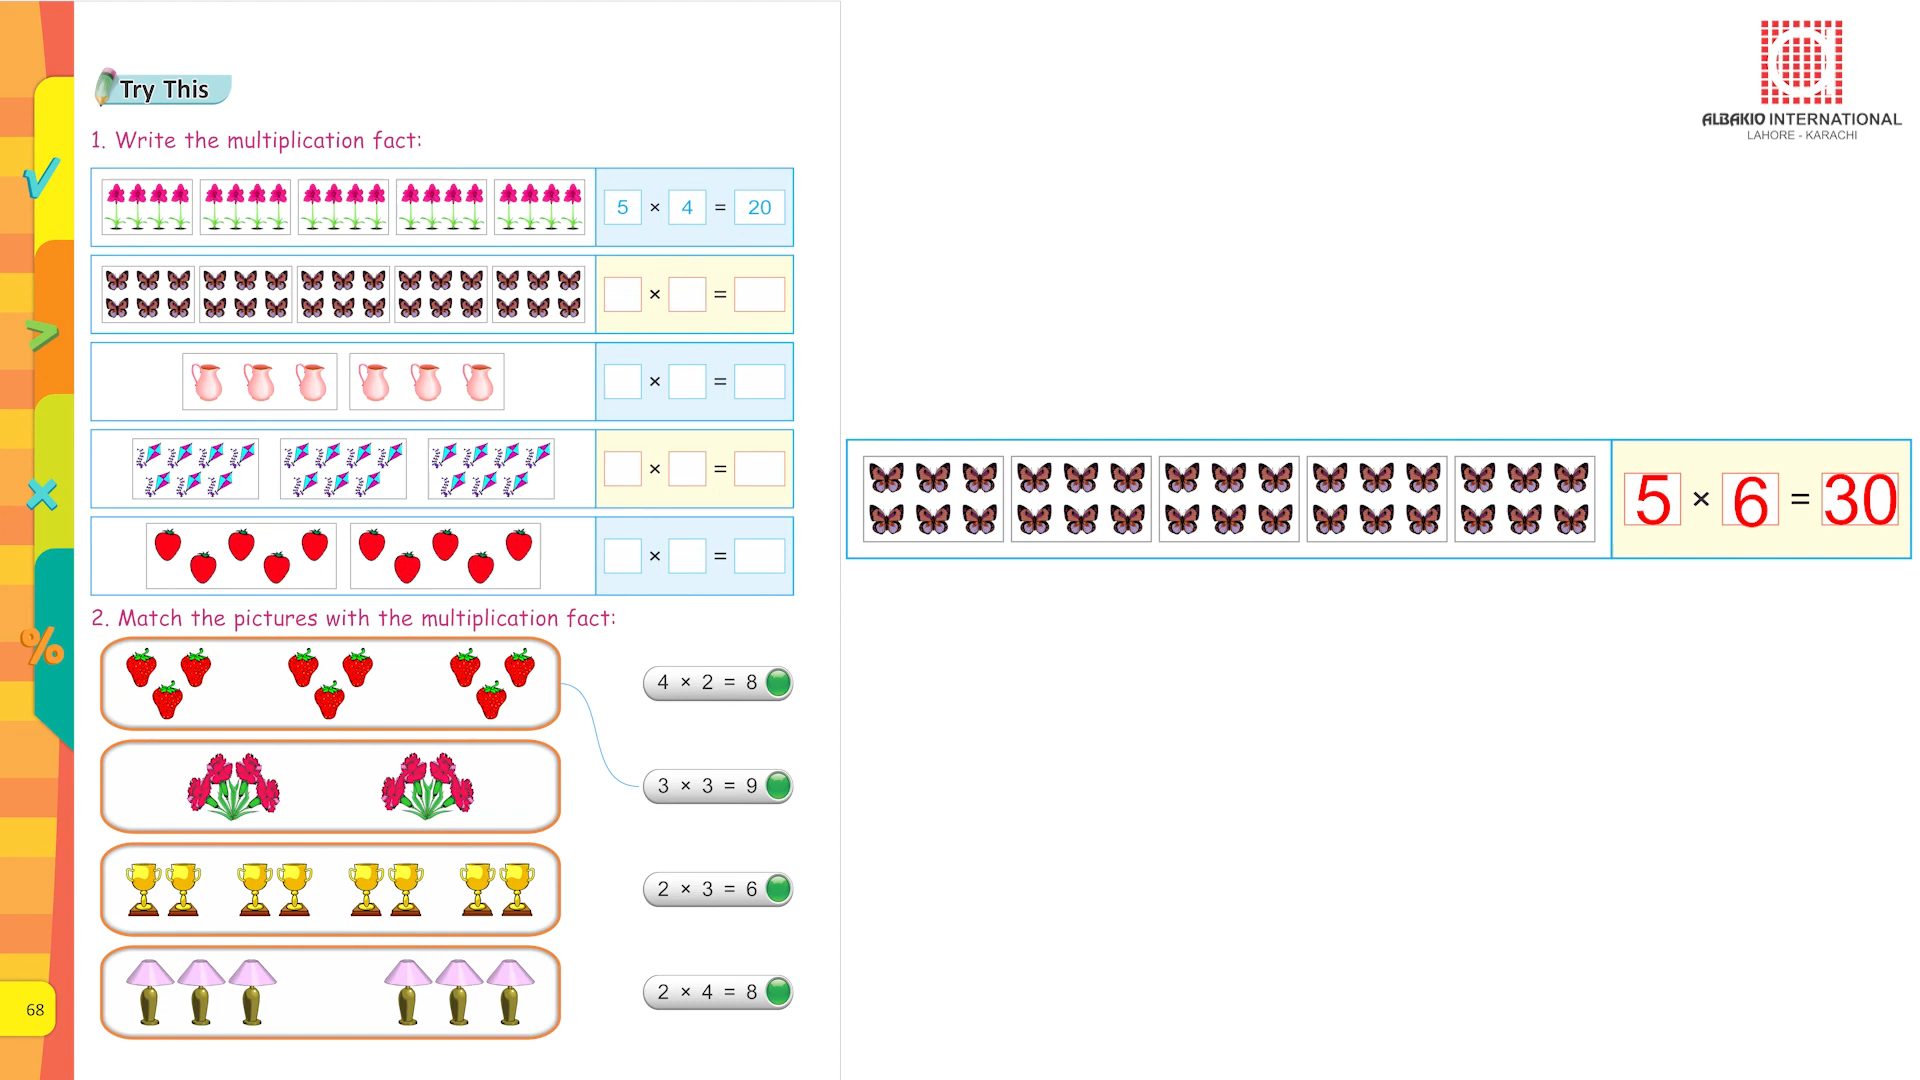 Try This
1. Write the multiplication fact:
5 × 4 = 20
× =
× =
× =
× =
2. Match the pictures with the multiplication fact:
4 × 2 = 8
3 × 3 = 9
2 × 3 = 6
2 × 4 = 8
68
√
>
×
%
ALBAKIO INTERNATIONAL
LAHORE - KARACHI
5 × 6 = 30